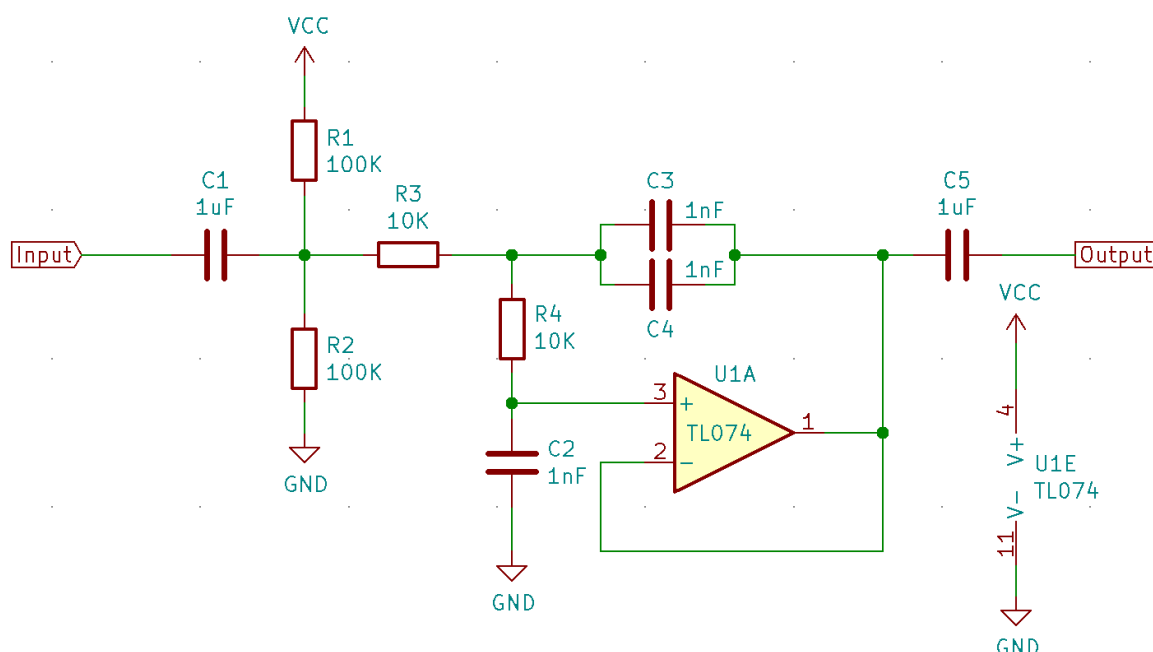 VCC
R1
100K
C1
1uF
R3
10K
C3
1nF
C5
1uF
Input
1nF
C4
Output
VCC
R4
10K
R2
100K
U1A
3
+
TL074
1
2
-
4
V+
C2
1nF
U1E
TL074
V-
11
GND
GND
GND